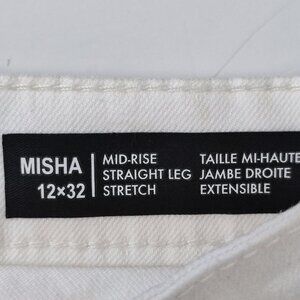 MISHA
12×32
MID-RISE
STRAIGHT LEG
STRETCH
TAILLE MI-HAUTE
JAMBE DROITE
EXTENSIBLE